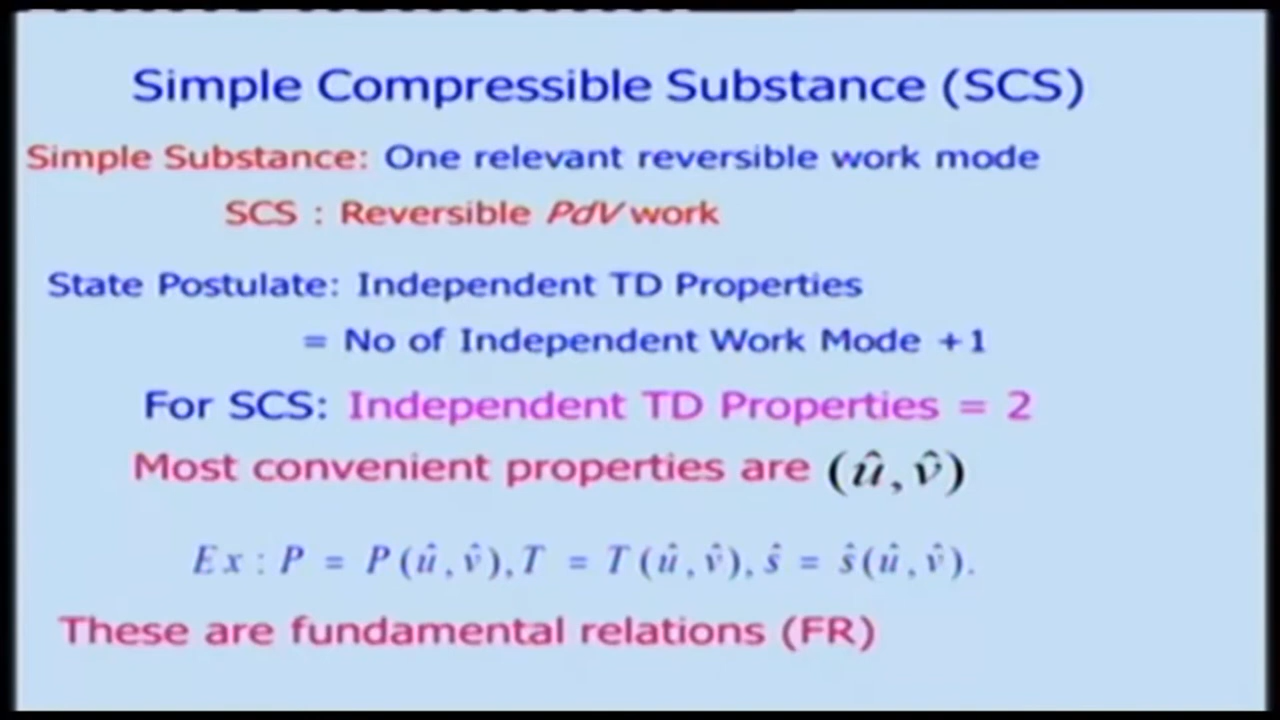 Simple Compressible Substance (SCS)
Simple Substance: One relevant reversible work mode
SCS : Reversible PdV work
State Postulate: Independent TD Properties
= No of Independent Work Mode +1
For SCS: Independent TD Properties = 2
Most convenient properties are (û, v̂)
Ex : P = P(û, v̂), T = T(û, v̂), ŝ = ŝ(û, v̂).
These are fundamental relations (FR)